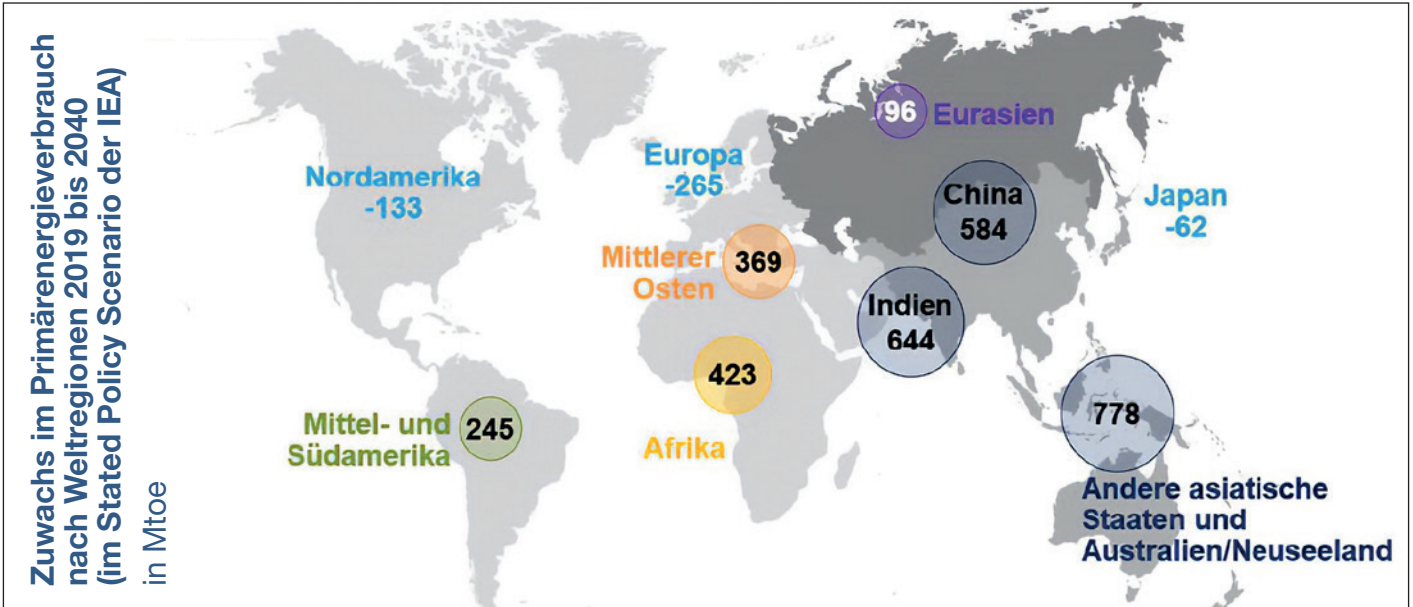 Zuwachs im Primärenergieverbrauch
nach Weltregionen 2019 bis 2040
(im Stated Policy Scenario der IEA)
in Mtoe
96 Eurasien
Nordamerika
-133
Europa
-265
China
584
Japan
-62
Mittlerer
Osten
369
Indien
644
423
Afrika
Mittel- und
Südamerika
245
778
Andere asiatische
Staaten und
Australien/Neuseeland